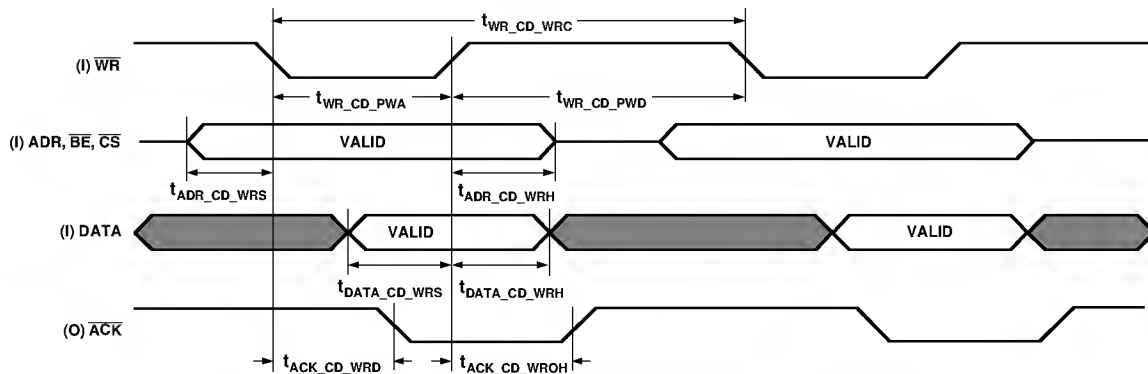 tWR_CD_WRC
(I) WR
tWR_CD_PWA
tWR_CD_PWD
(I) ADR, BE, CS
VALID
VALID
tADR_CD_WRS
tADR_CD_WRH
(I) DATA
VALID
VALID
tDATA_CD_WRS
tDATA_CD_WRH
(O) ACK
tACK_CD_WRD
tACK_CD_WROH